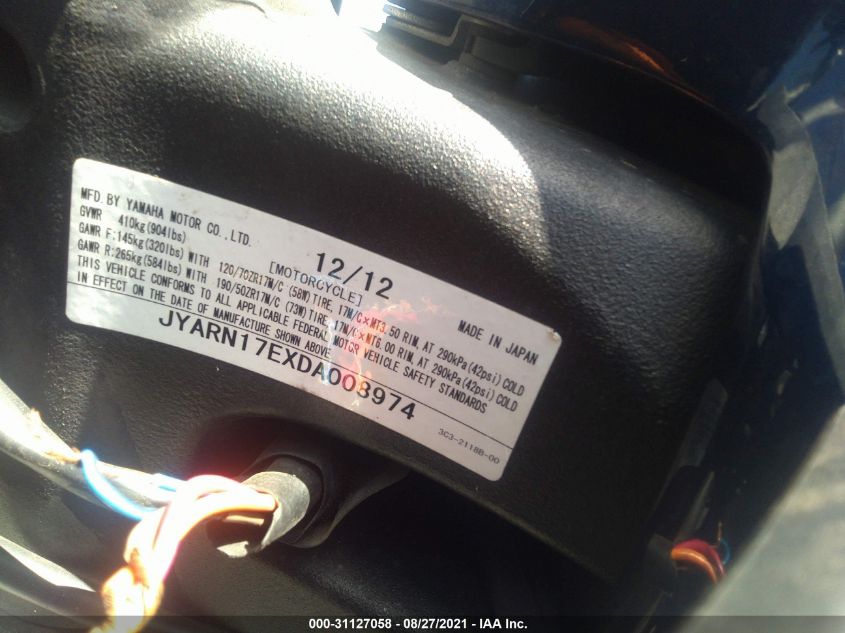 MFD. BY YAMAHA MOTOR CO., LTD.
12/12
GVWR 410kg(904lbs) [MOTORCYCLE] MADE IN JAPAN
GAWR F:145kg(320lbs) WITH 120/70ZR17M/C (58W) TIRE, 17M/C×MT3.50 RIM, AT 290kPa(42psi) COLD
GAWR R:265kg(584lbs) WITH 190/50ZR17M/C (73W) TIRE, 17M/C×MT6.00 RIM, AT 290kPa(42psi) COLD
THIS VEHICLE CONFORMS TO ALL APPLICABLE FEDERAL MOTOR VEHICLE SAFETY STANDARDS
IN EFFECT ON THE DATE OF MANUFACTURE SHOWN ABOVE
JYARN17EXDA008974
3C3-2118B-00
000-31127058 - 08/27/2021 - IAA Inc.